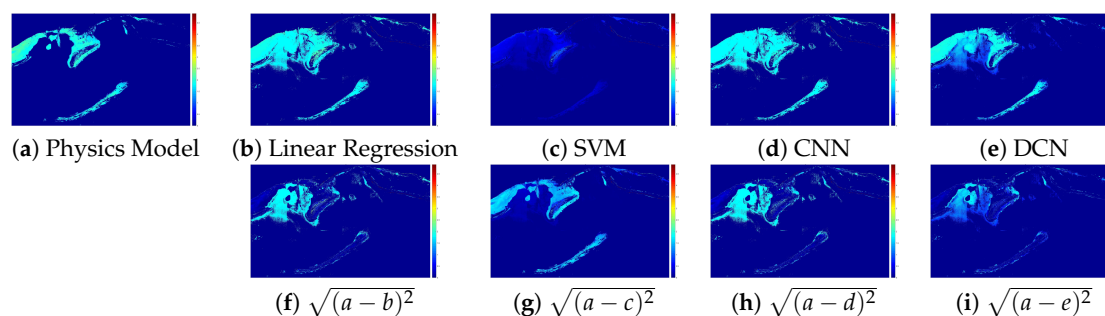 (a) Physics Model (b) Linear Regression (c) SVM (d) CNN (e) DCN
(f) √(a − b)² (g) √(a − c)² (h) √(a − d)² (i) √(a − e)²